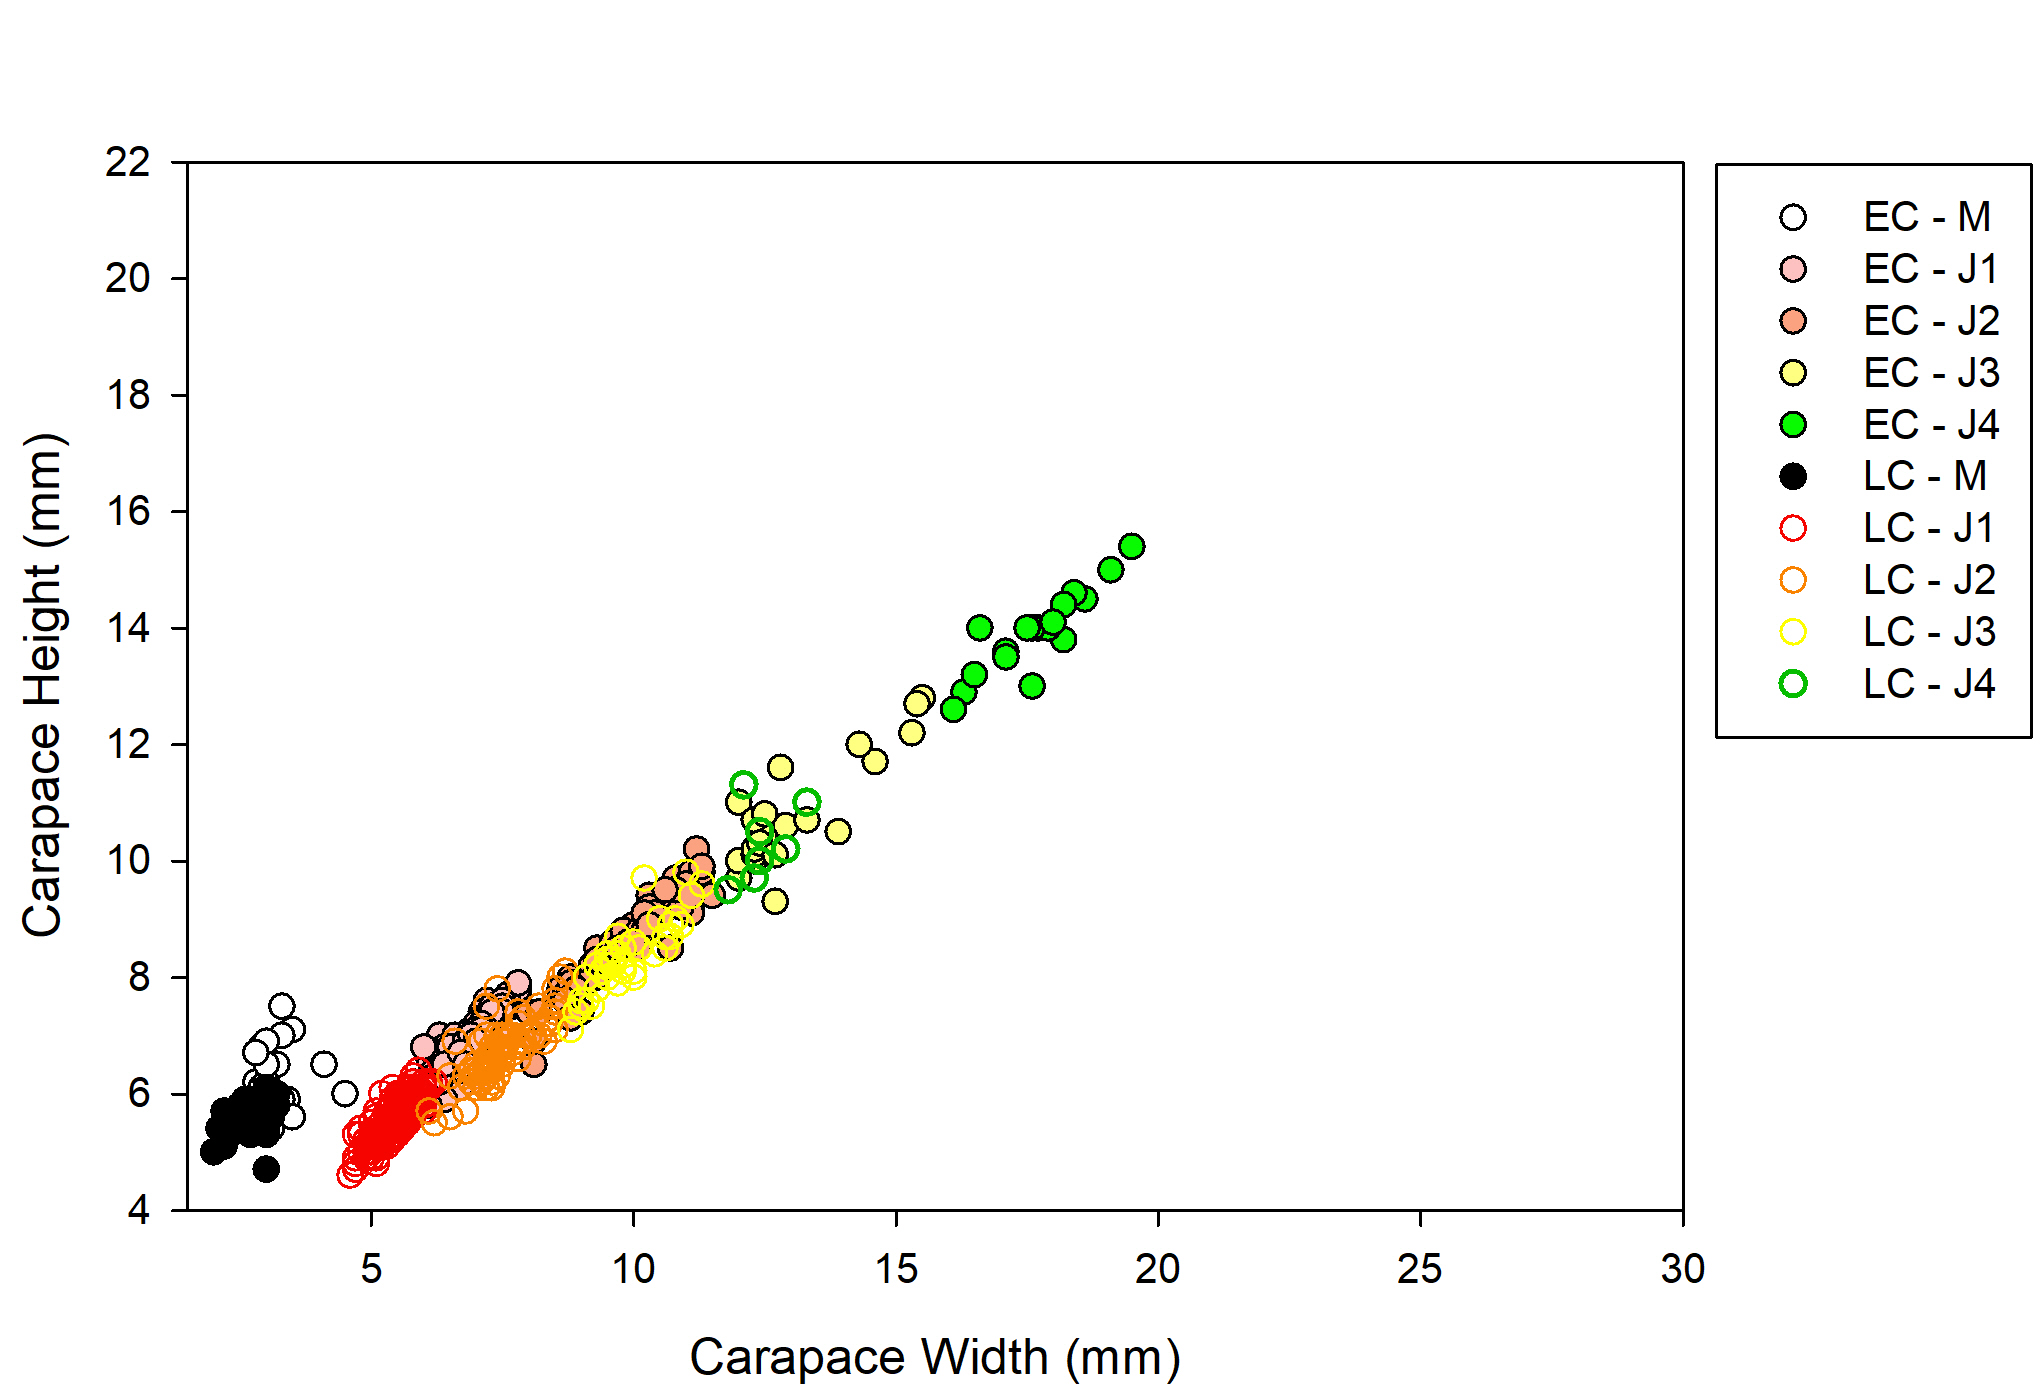 22
20
18
16
14
12
10
8
6
4
Carapace Height (mm)
5 10 15 20 25 30
Carapace Width (mm)
EC - M
EC - J1
EC - J2
EC - J3
EC - J4
LC - M
LC - J1
LC - J2
LC - J3
LC - J4